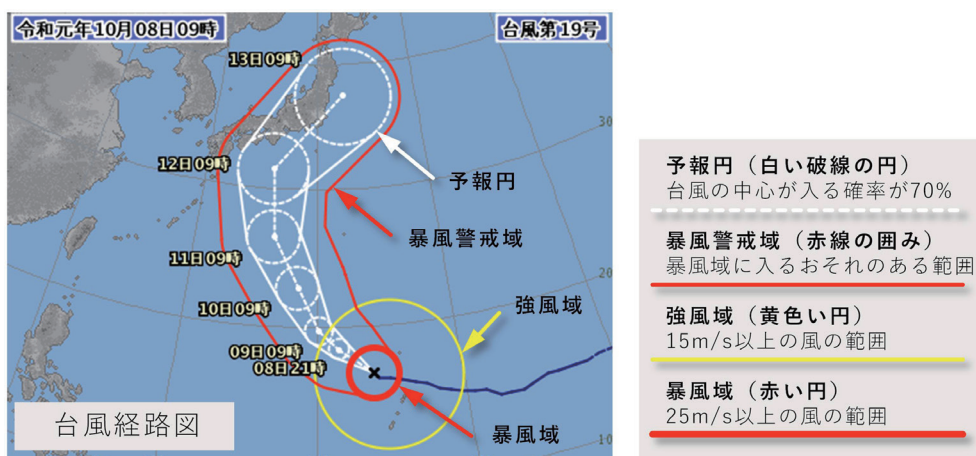 令和元年10月08日09時
台風第19号
13日09時
12日09時
11日09時
10日09時
09日09時
08日21時
30
20
10
予報円
暴風警戒域
強風域
暴風域
台風経路図
予報円（白い破線の円）
台風の中心が入る確率が70%
暴風警戒域（赤線の囲み）
暴風域に入るおそれのある範囲
強風域（黄色い円）
15m/s以上の風の範囲
暴風域（赤い円）
25m/s以上の風の範囲